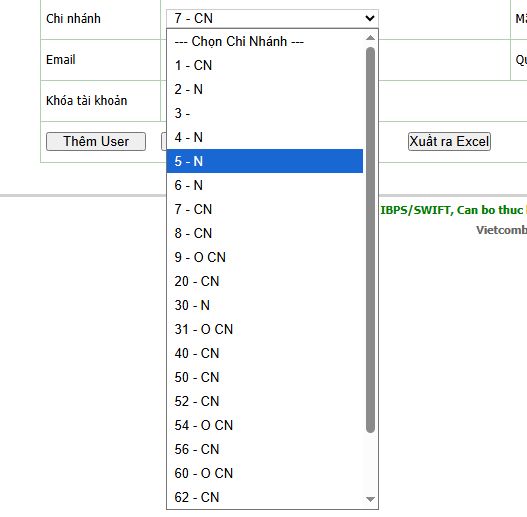 Chi nhánh 7 - CN
--- Chọn Chi Nhánh ---
1 - CN
Email
2 - N
3 -
Khóa tài khoản
4 - N
Thêm User Xuất ra Excel
5 - N
6 - N
7 - CN
IBPS/SWIFT, Can bo thuc
8 - CN
9 - O CN
20 - CN
30 - N
31 - O CN
40 - CN
50 - CN
52 - CN
54 - O CN
56 - CN
60 - O CN
62 - CN